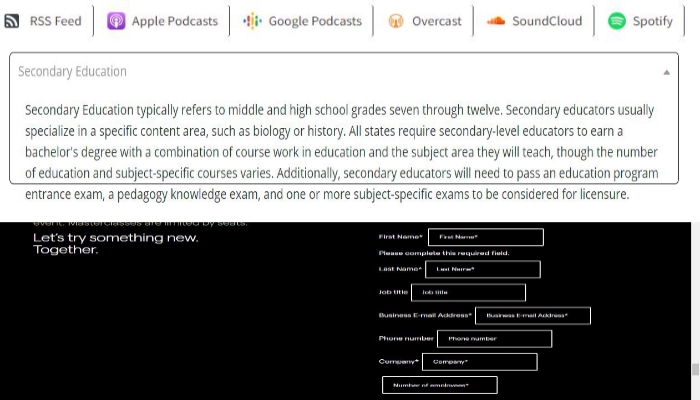 RSS Feed
Apple Podcasts
Google Podcasts
Overcast
SoundCloud
Spotify
Secondary Education
Secondary Education typically refers to middle and high school grades seven through twelve. Secondary educators usually
specialize in a specific content area, such as biology or history. All states require secondary-level educators to earn a
bachelor's degree with a combination of course work in education and the subject area they will teach, though the number
of education and subject-specific courses varies. Additionally, secondary educators will need to pass an education program
entrance exam, a pedagogy knowledge exam, and one or more subject-specific exams to be considered for licensure.
event. Masterclasses are limited by seats.
Let's try something new.
Together.
First Name* First Name*
Please complete this required field.
Last Name* Last Name*
Job title Job title
Business E-mail Address* Business E-mail Address*
Phone number Phone number
Company* Company*
Number of employees*